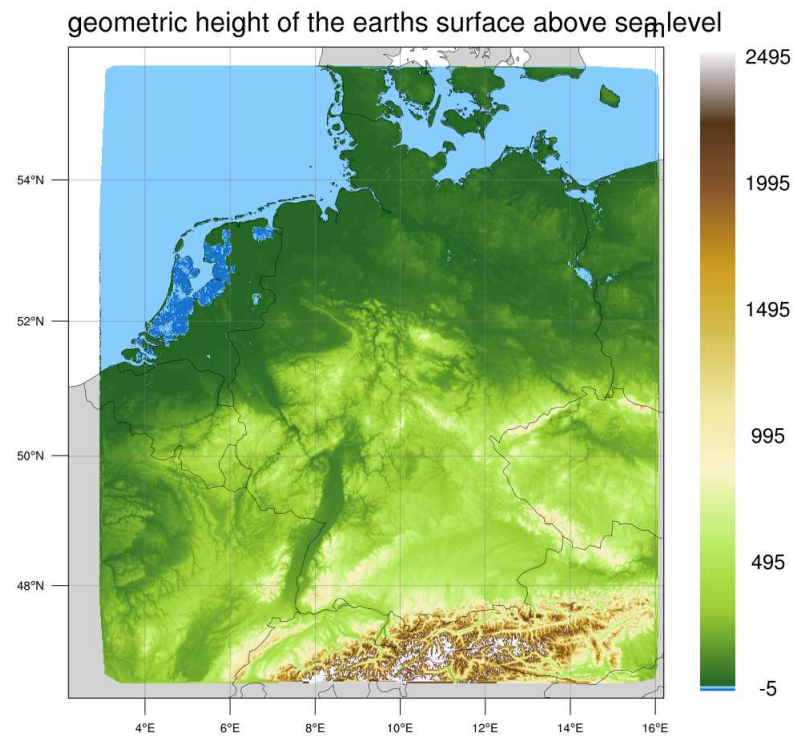 geometric height of the earths surface above sea level
m
2495
1995
1495
995
495
-5
54°N
52°N
50°N
48°N
4°E 6°E 8°E 10°E 12°E 14°E 16°E